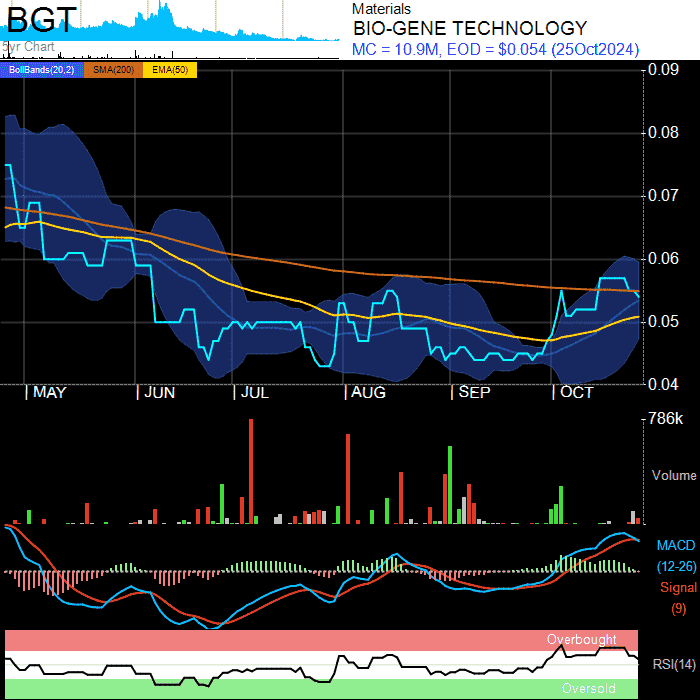 BGT
5yr Chart
Materials
BIO-GENE TECHNOLOGY
MC = 10.9M, EOD = $0.054 (25Oct2024)
BollBands(20,2) SMA(200) EMA(50)
0.09
0.08
0.07
0.06
0.05
0.04
MAY JUN JUL AUG SEP OCT
786k
Volume
MACD
(12-26)
Signal
(9)
Overbought
RSI(14)
Oversold